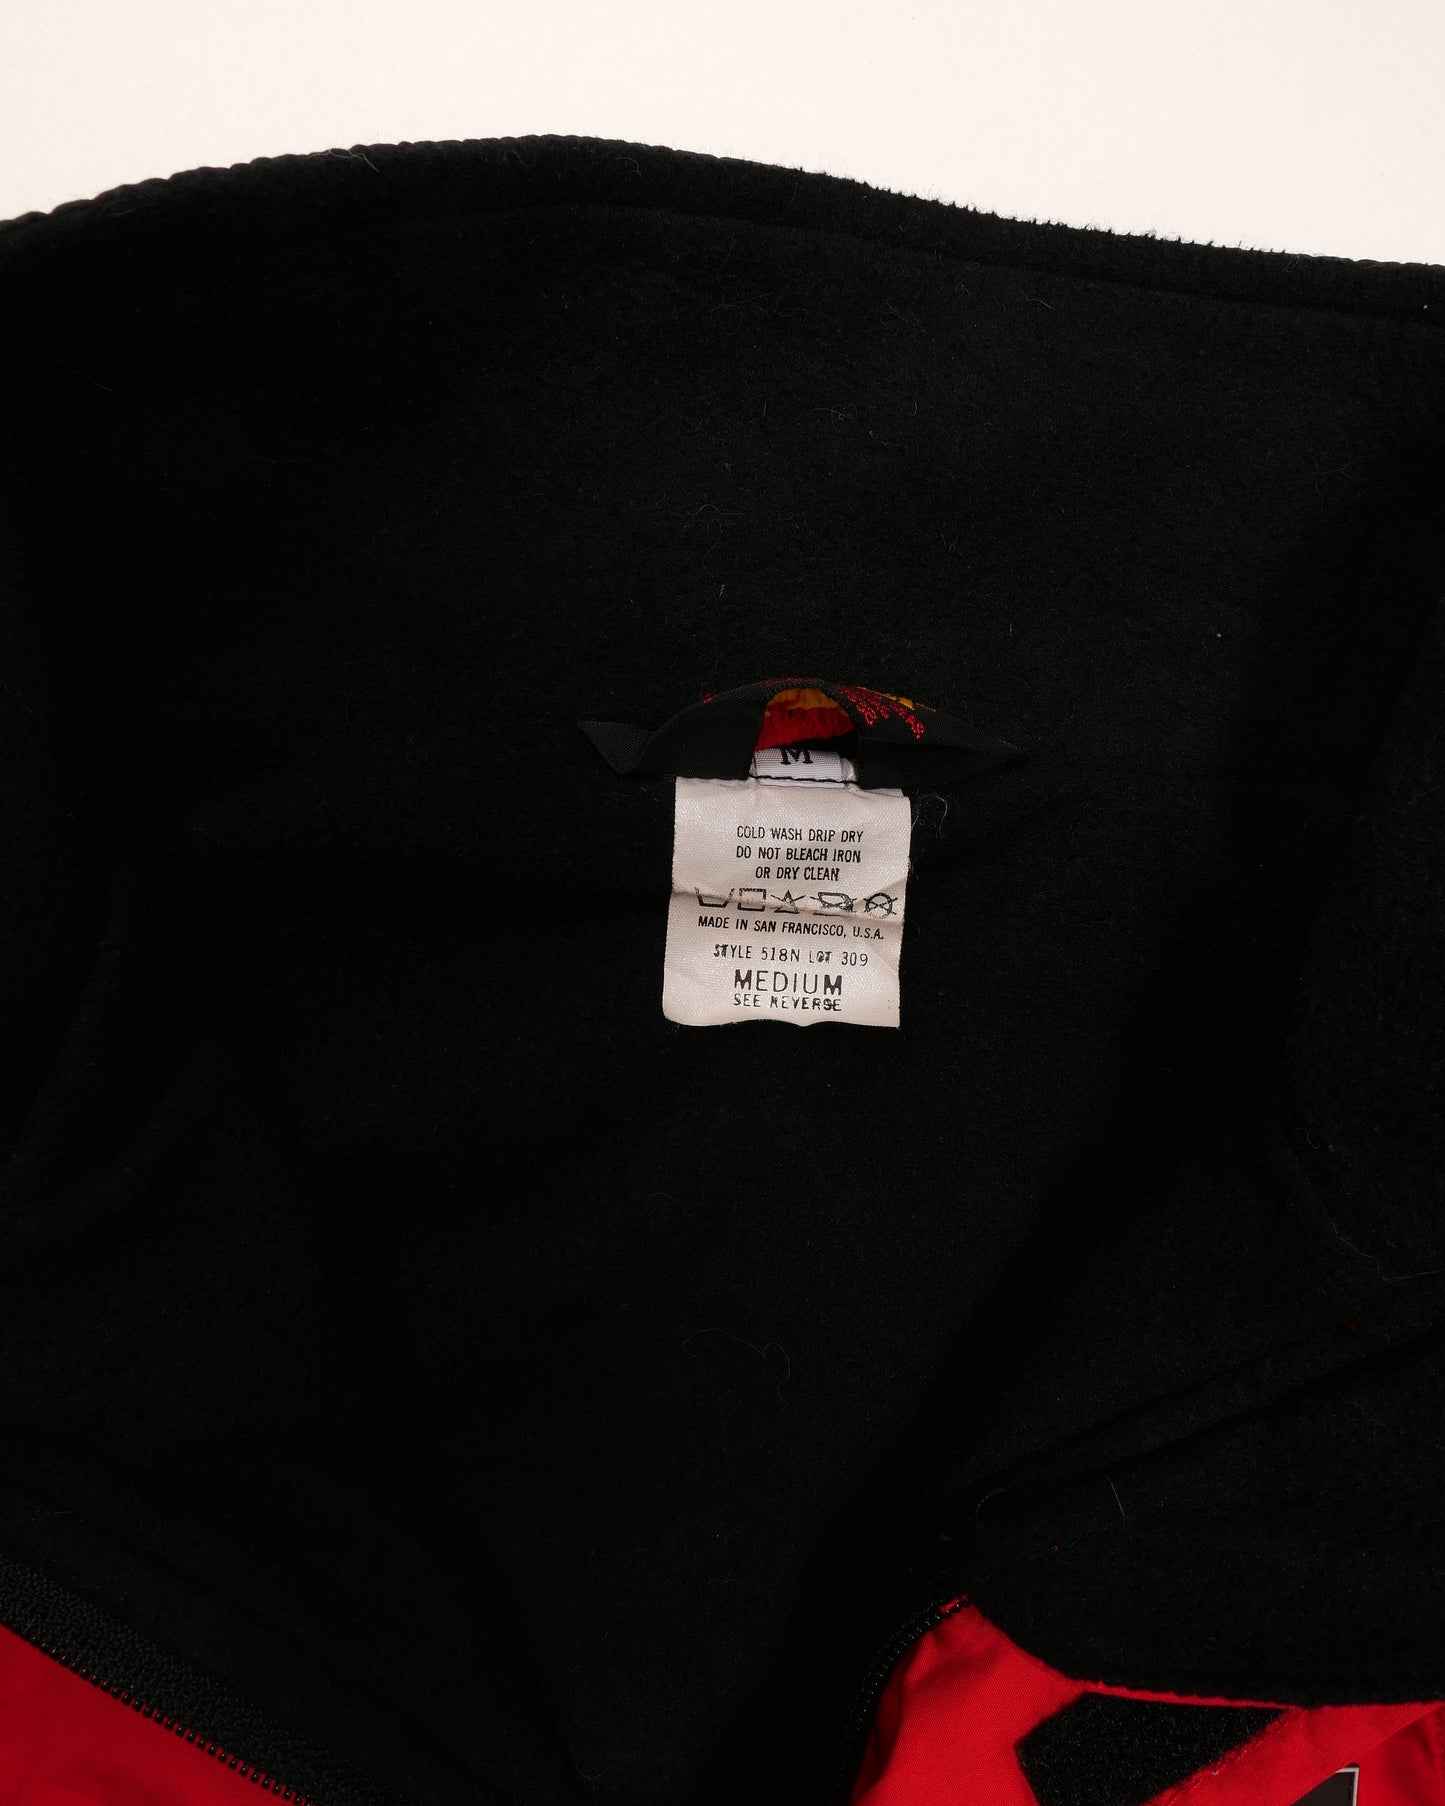 M
COLD WASH DRIP DRY
DO NOT BLEACH IRON
OR DRY CLEAN
MADE IN SAN FRANCISCO, U.S.A.
STYLE 518N LOT 309
MEDIUM
SEE REVERSE